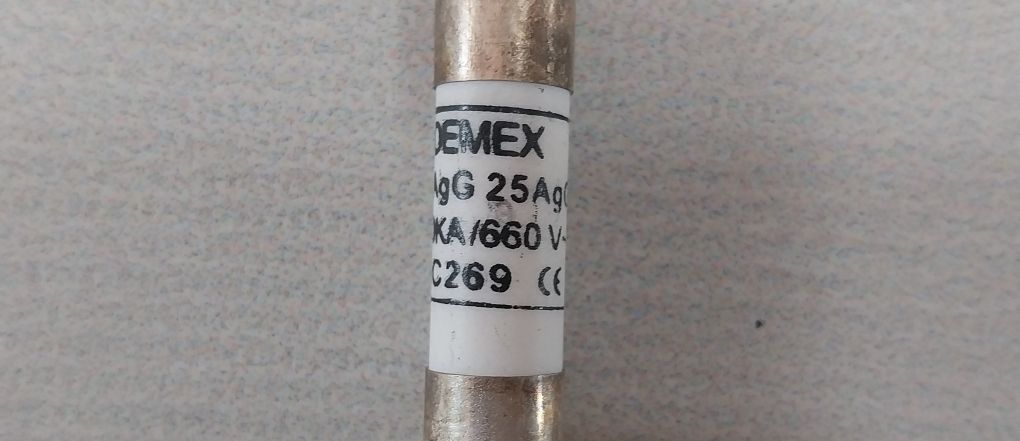 DEMEX
AgG 25AgG
KA/660 V~
C269 CE